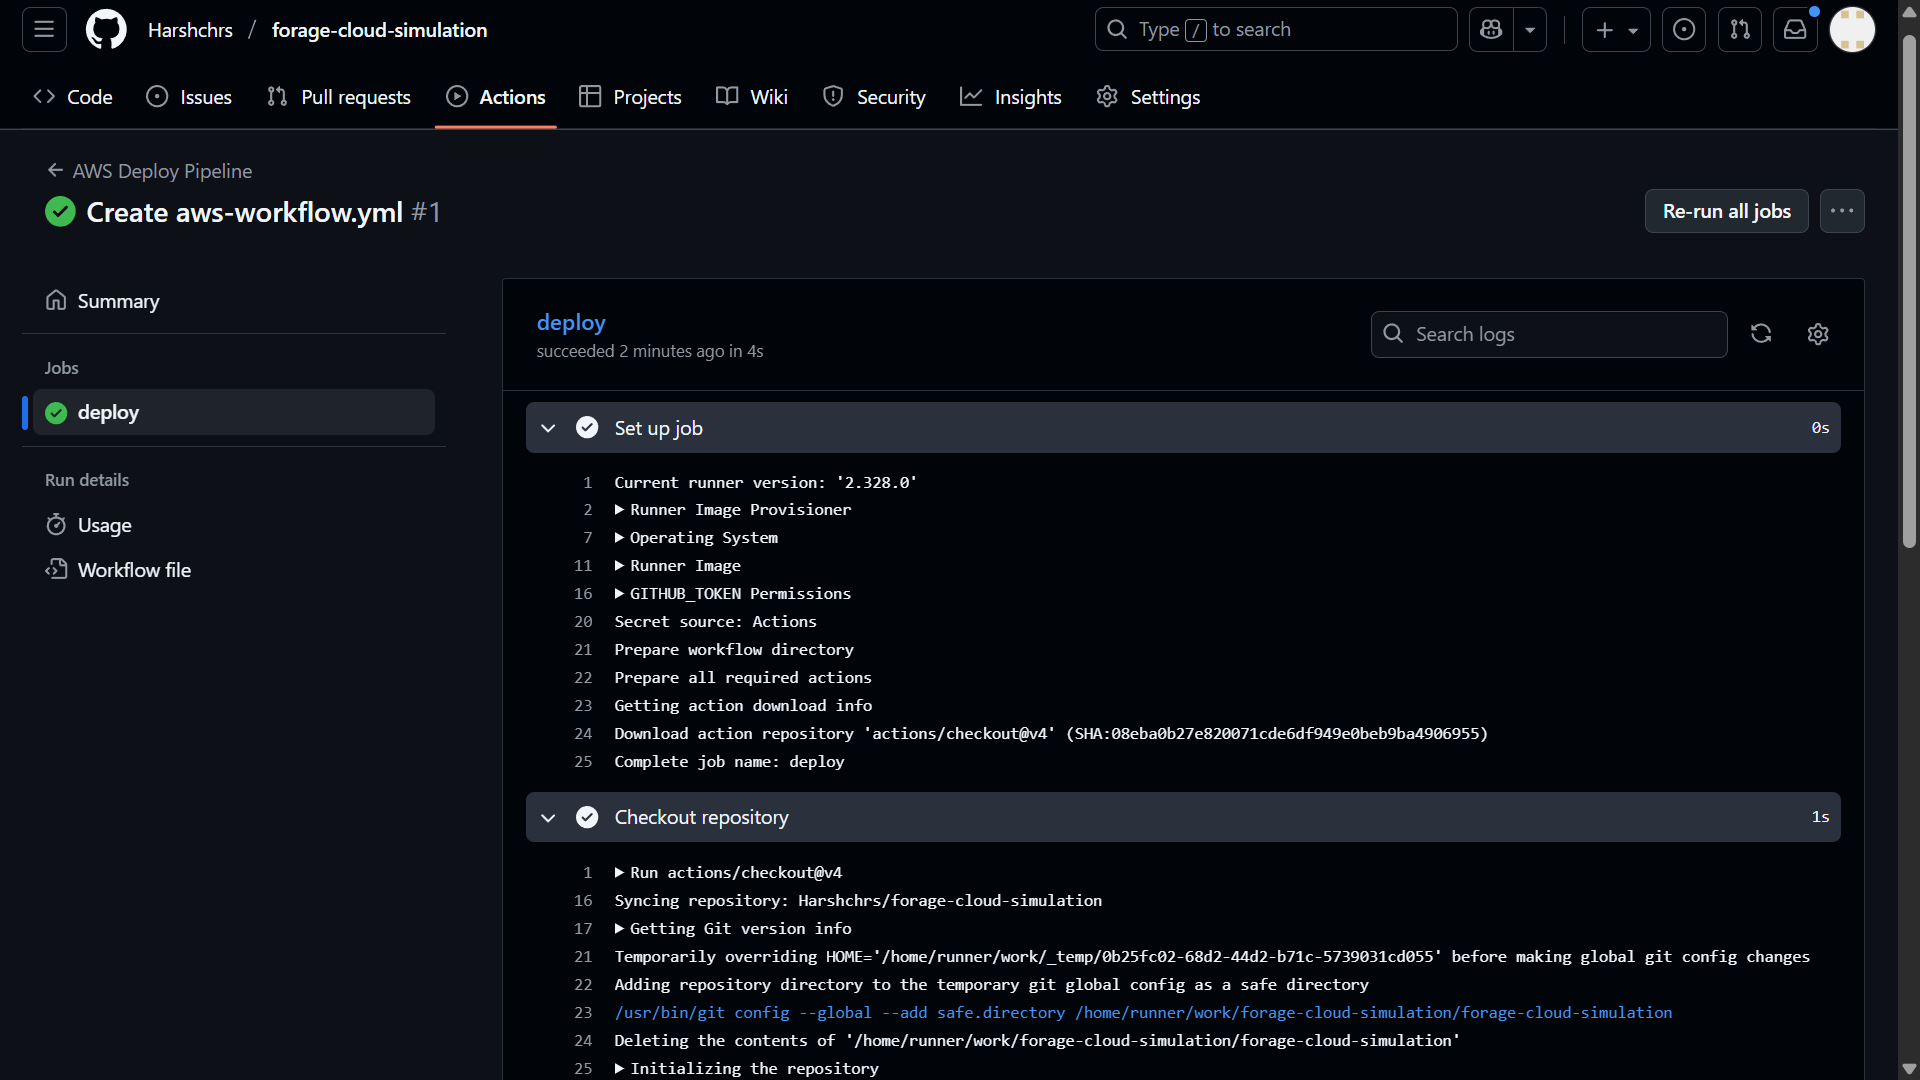 Harshchrs / forage-cloud-simulation
Type / to search
Code Issues Pull requests Actions Projects Wiki Security Insights Settings
AWS Deploy Pipeline
Create aws-workflow.yml #1
Re-run all jobs
Summary
Jobs
deploy
Run details
Usage
Workflow file
deploy
succeeded 2 minutes ago in 4s
Search logs
Set up job 0s
1 Current runner version: '2.328.0'
2 Runner Image Provisioner
7 Operating System
11 Runner Image
16 GITHUB_TOKEN Permissions
20 Secret source: Actions
21 Prepare workflow directory
22 Prepare all required actions
23 Getting action download info
24 Download action repository 'actions/checkout@v4' (SHA:08eba0b27e820071cde6df949e0beb9ba4906955)
25 Complete job name: deploy
Checkout repository 1s
1 Run actions/checkout@v4
16 Syncing repository: Harshchrs/forage-cloud-simulation
17 Getting Git version info
21 Temporarily overriding HOME='/home/runner/work/_temp/0b25fc02-68d2-44d2-b71c-5739031cd055' before making global git config changes
22 Adding repository directory to the temporary git global config as a safe directory
23 /usr/bin/git config --global --add safe.directory /home/runner/work/forage-cloud-simulation/forage-cloud-simulation
24 Deleting the contents of '/home/runner/work/forage-cloud-simulation/forage-cloud-simulation'
25 Initializing the repository